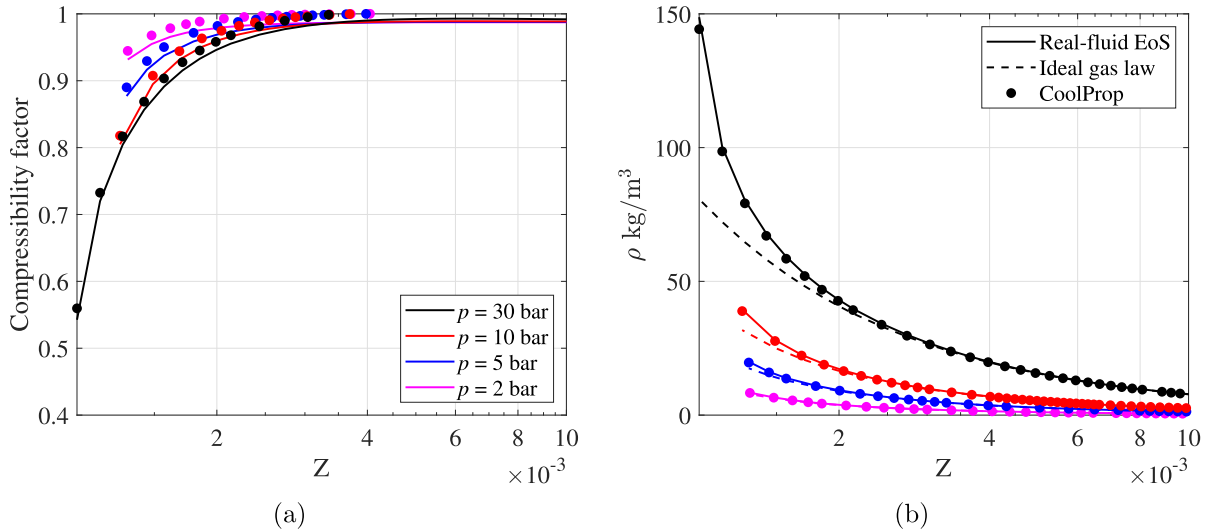 1
0.9
0.8
0.7
0.6
0.5
0.4
Compressibility factor
p = 30 bar
p = 10 bar
p = 5 bar
p = 2 bar
2
4
6
8
10
Z
×10⁻³
(a)
150
100
50
0
ρ kg/m³
Real-fluid EoS
Ideal gas law
CoolProp
2
4
6
8
10
Z
×10⁻³
(b)